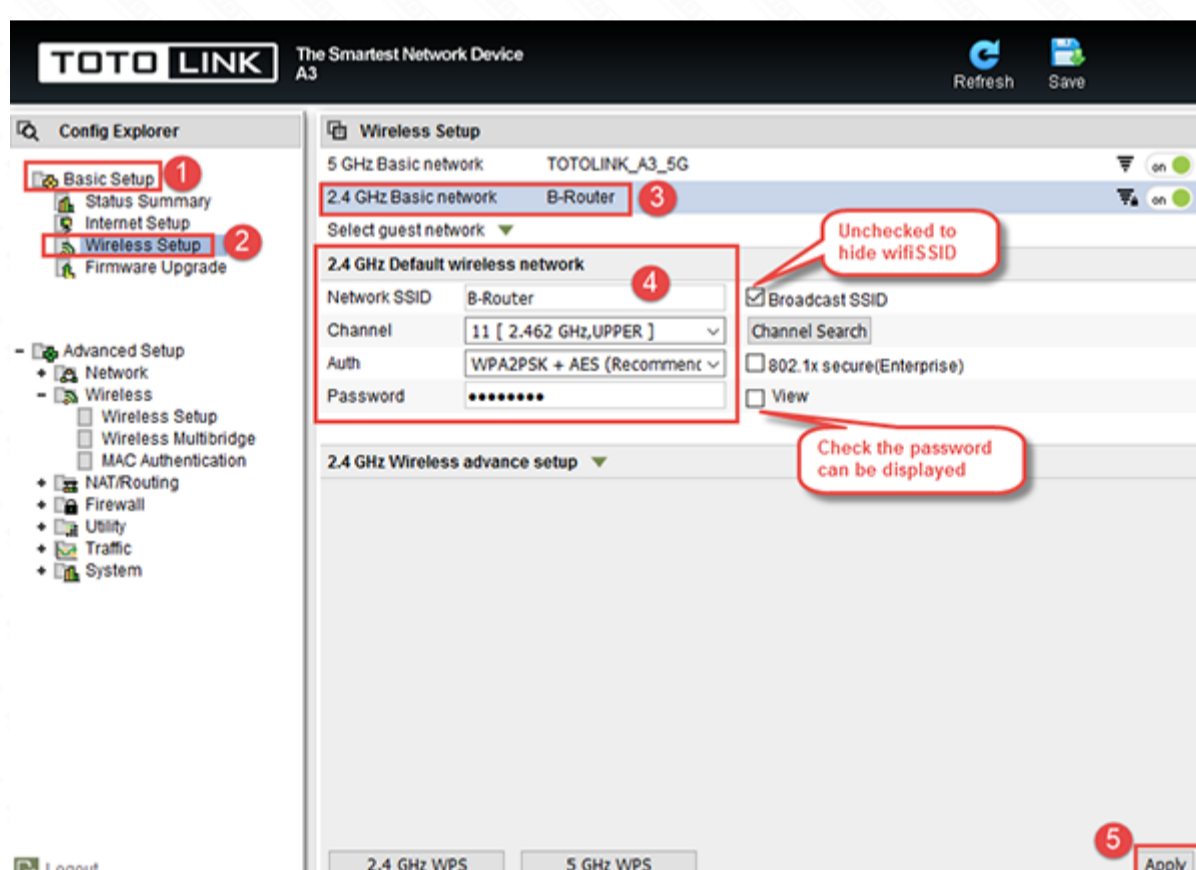 TOTO LINK
The Smartest Network Device
A3
Refresh
Save
Config Explorer
Basic Setup
1
Status Summary
Internet Setup
Wireless Setup
2
Firmware Upgrade
Advanced Setup
Network
Wireless
Wireless Setup
Wireless Multibridge
MAC Authentication
NAT/Routing
Firewall
Utility
Traffic
System
Logout
Wireless Setup
5 GHz Basic network TOTOLINK_A3_5G on
2.4 GHz Basic network B-Router 3 on
Select guest network
Unchecked to
hide wifiSSID
2.4 GHz Default wireless network
4
Network SSID B-Router Broadcast SSID
Channel 11 [ 2.462 GHz,UPPER ] Channel Search
Auth WPA2PSK + AES (Recommenc 802.1x secure(Enterprise)
Password •••••••• View
Check the password
can be displayed
2.4 GHz Wireless advance setup
5
2.4 GHz WPS 5 GHz WPS Apply